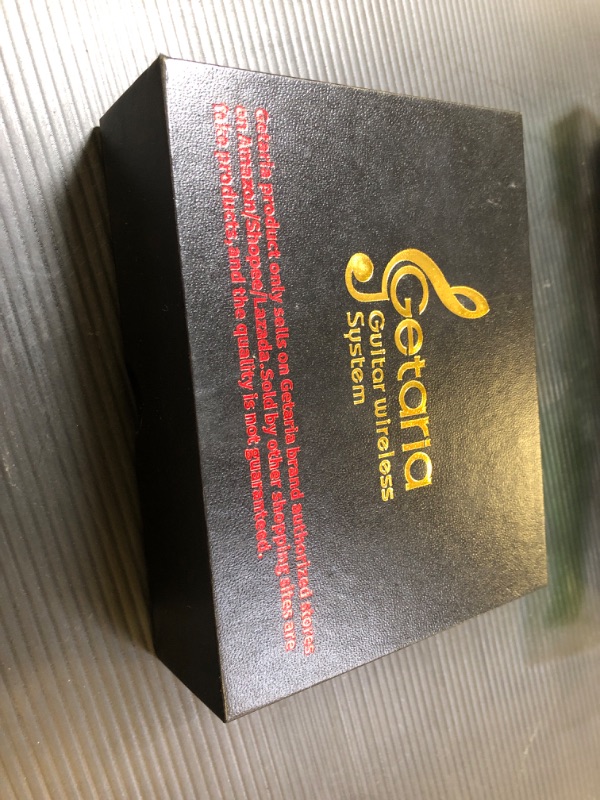 Getaria
Guitar Wireless
System
Getaria product only sells on Getaria brand authorized stores
on Amazon/Shopee/Lazada.Sold by other shopping sites are
fake products,and the quality is not guaranteed.